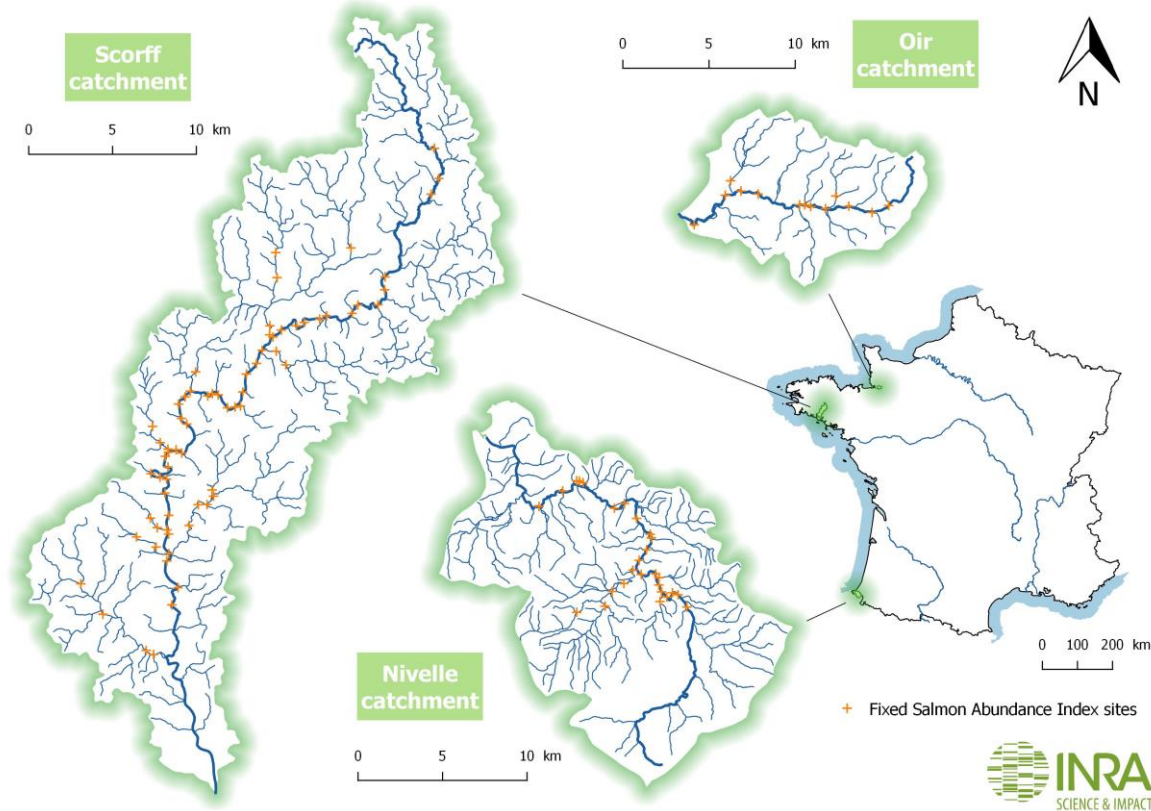 Scorff
catchment
0 5 10 km
0 5 10 km
Oir
catchment
N
Nivelle
catchment
0 5 10 km
0 100 200 km
+ Fixed Salmon Abundance Index sites
INRA
SCIENCE & IMPACT